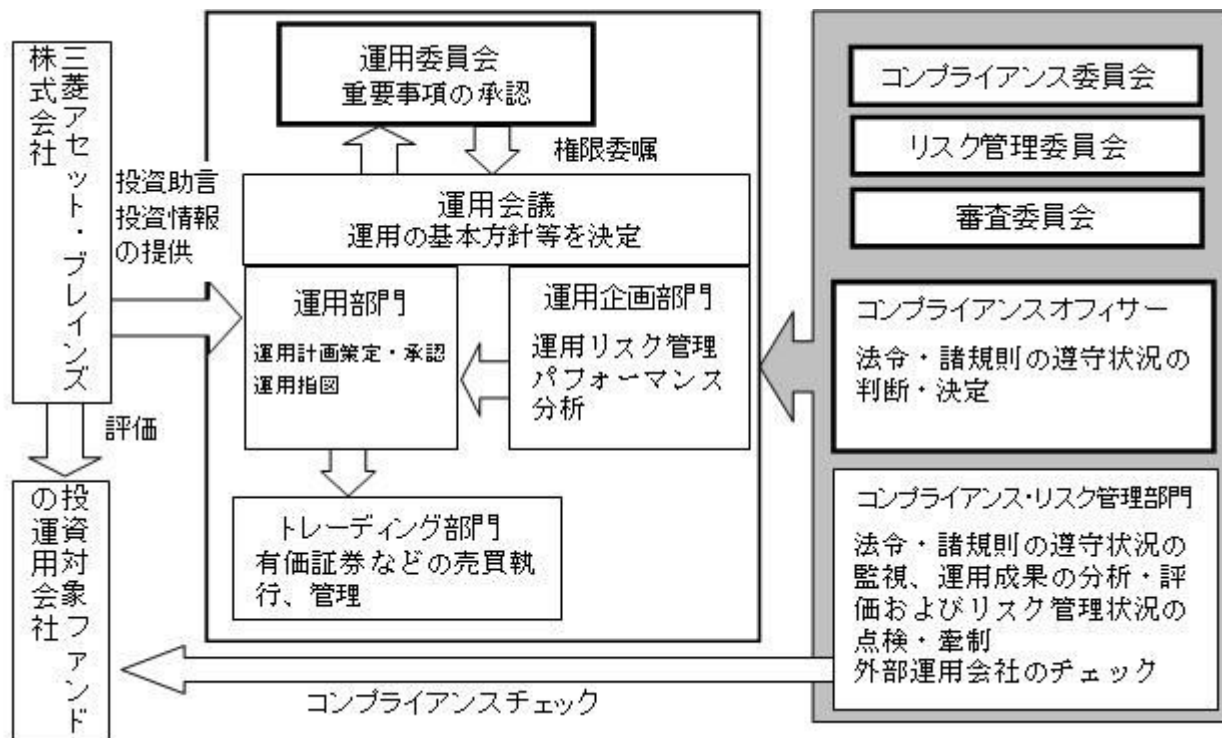 三菱アセット・ブレインズ
株式会社
投資助言
投資情報
の提供
評価
投資対象ファンド
の運用会社
運用委員会
重要事項の承認
権限委嘱
運用会議
運用の基本方針等を決定
運用部門
運用計画策定・承認
運用指図
運用企画部門
運用リスク管理
パフォーマンス
分析
トレーディング部門
有価証券などの売買執
行、管理
コンプライアンス委員会
リスク管理委員会
審査委員会
コンプライアンスオフィサー
法令・諸規則の遵守状況の
判断・決定
コンプライアンス・リスク管理部門
法令・諸規則の遵守状況の
監視、運用成果の分析・評
価およびリスク管理状況の
点検・牽制
外部運用会社のチェック
コンプライアンスチェック